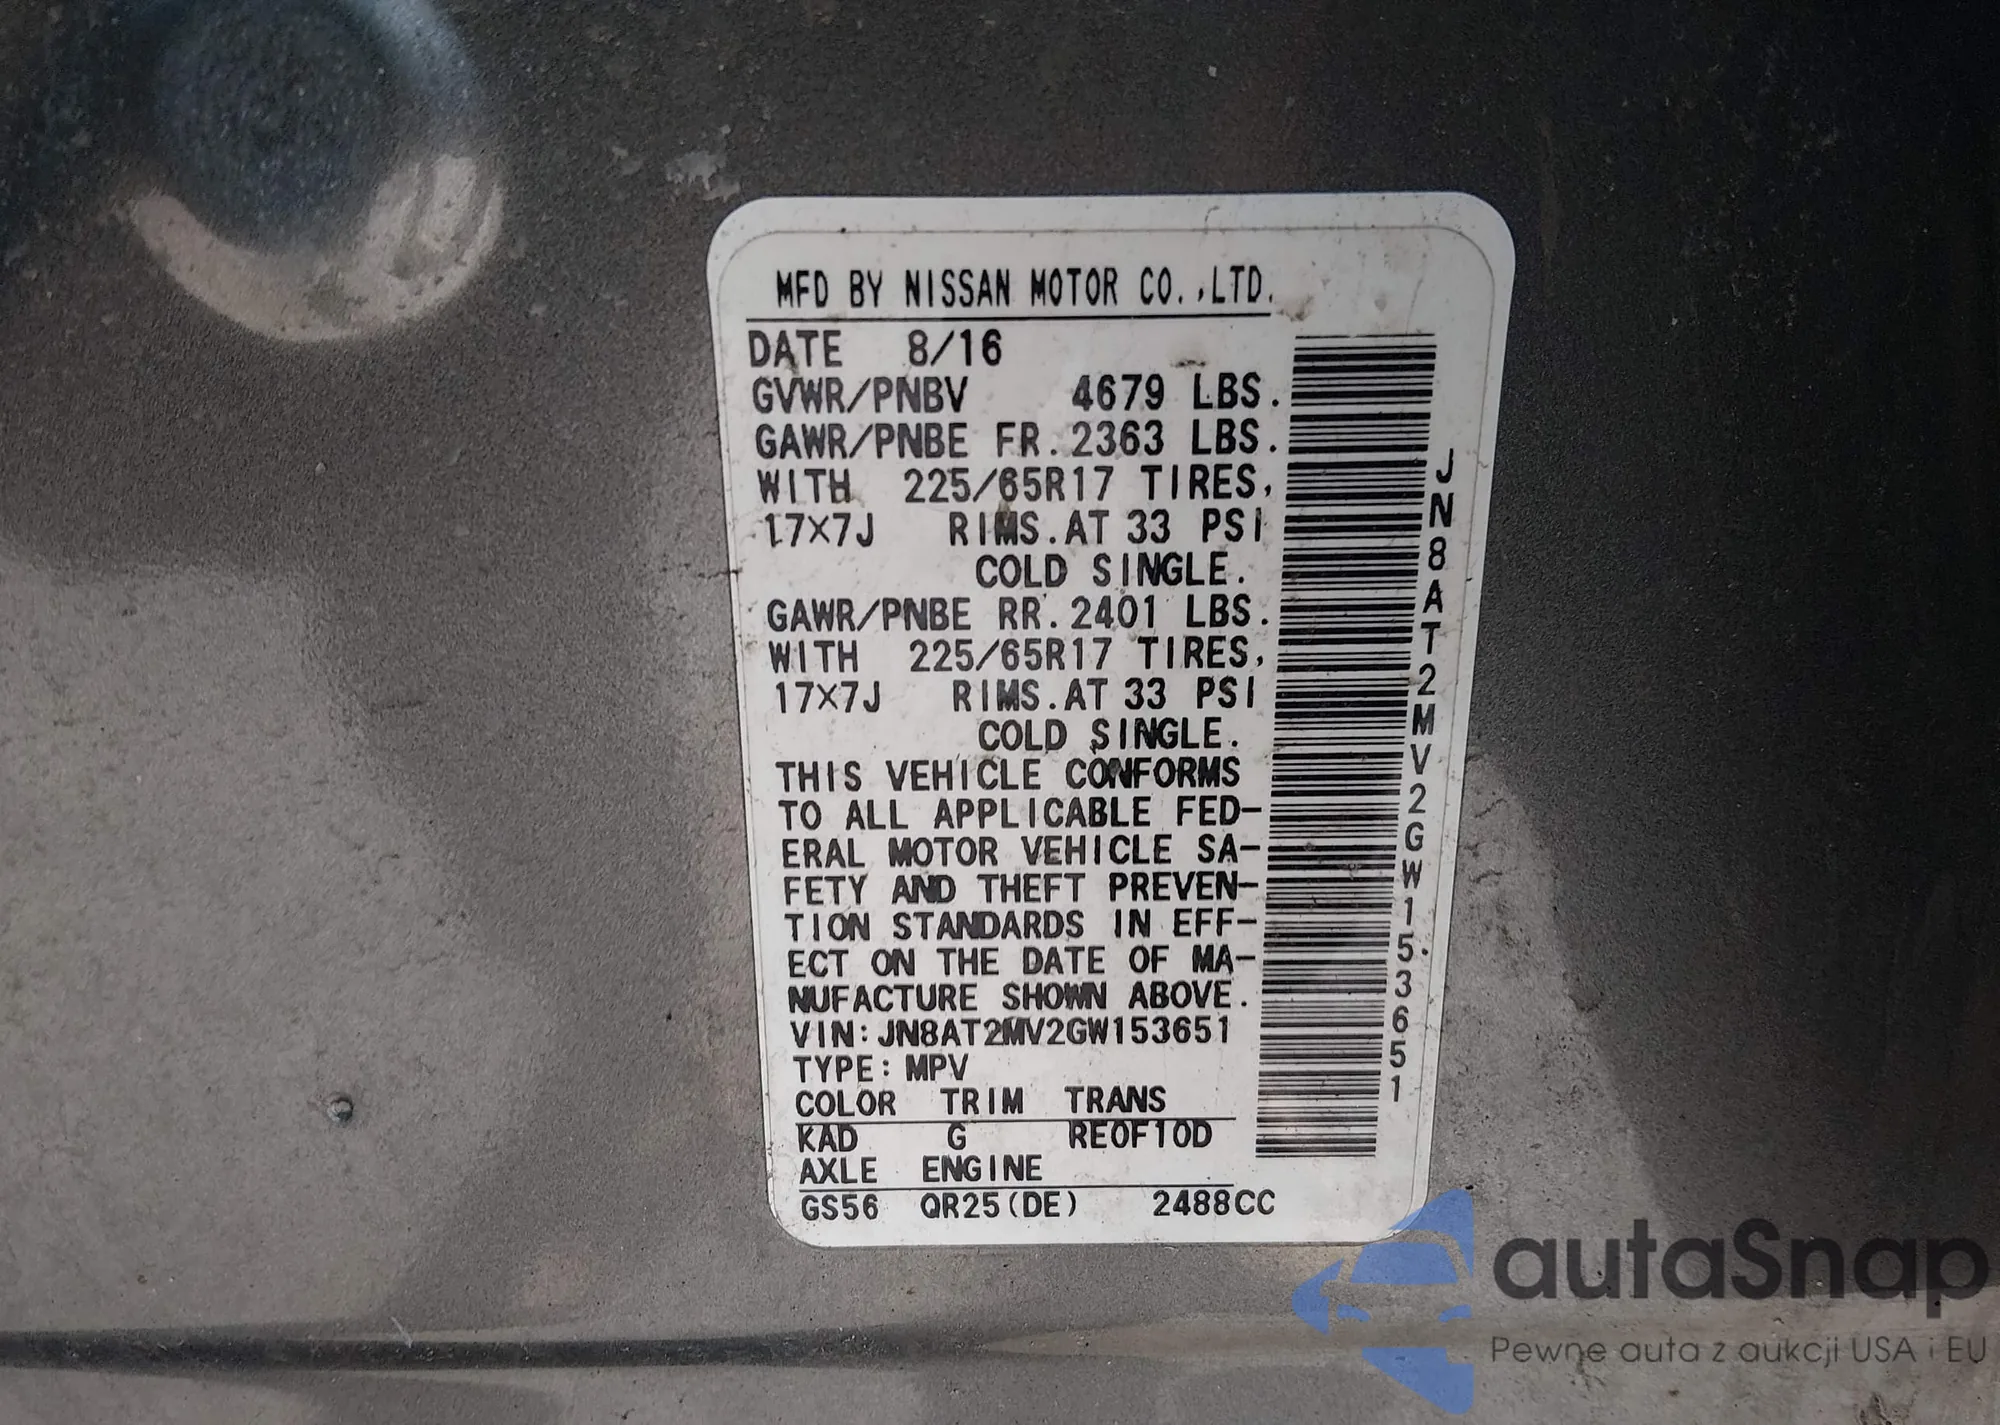 MFD BY NISSAN MOTOR CO.,LTD.
DATE 8/16
GVWR/PNBV 4679 LBS.
GAWR/PNBE FR.2363 LBS.
WITH 225/65R17 TIRES,
17X7J RIMS.AT 33 PSI
COLD SINGLE.
GAWR/PNBE RR.2401 LBS.
WITH 225/65R17 TIRES,
17X7J RIMS.AT 33 PSI
COLD SINGLE.
THIS VEHICLE CONFORMS
TO ALL APPLICABLE FED-
ERAL MOTOR VEHICLE SA-
FETY AND THEFT PREVEN-
TION STANDARDS IN EFF-
ECT ON THE DATE OF MA-
NUFACTURE SHOWN ABOVE.
VIN:JN8AT2MV2GW153651
TYPE:MPV
COLOR TRIM TRANS
KAD G RE0F10D
AXLE ENGINE
GS56 QR25(DE) 2488CC
JN8AT2MV2GW153651
autaSnap
Pewne auta z aukcji USA i EU